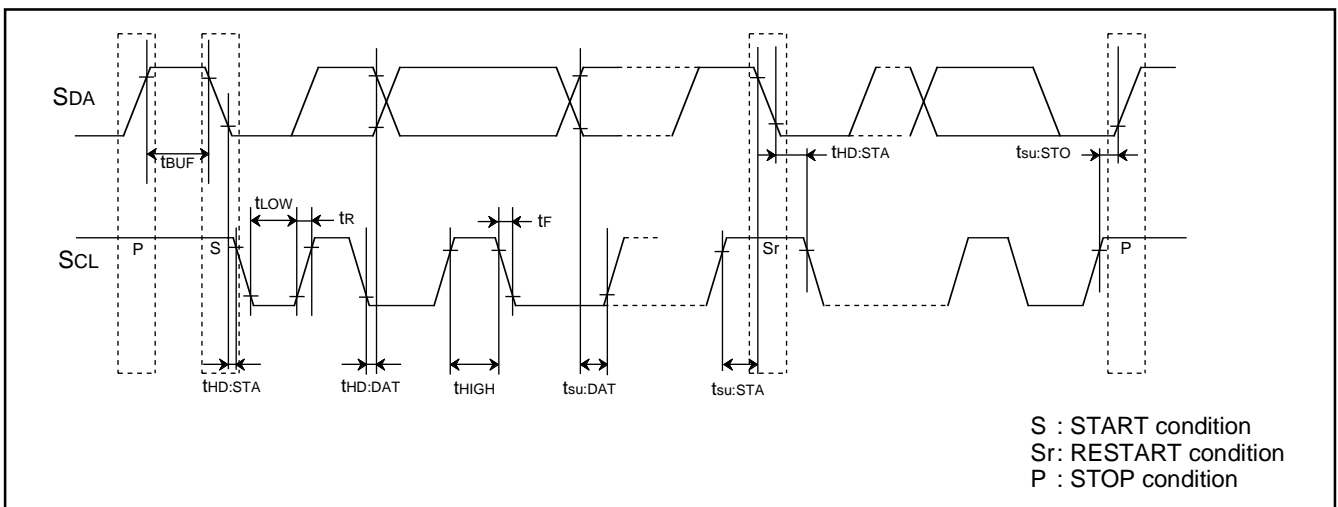 SDA
tBUF
tHD:STA
tsu:STO
tLOW
tR
tF
SCL
P
S
Sr
P
tHD:STA
tHD:DAT
tHIGH
tsu:DAT
tsu:STA
S : START condition
Sr: RESTART condition
P : STOP condition